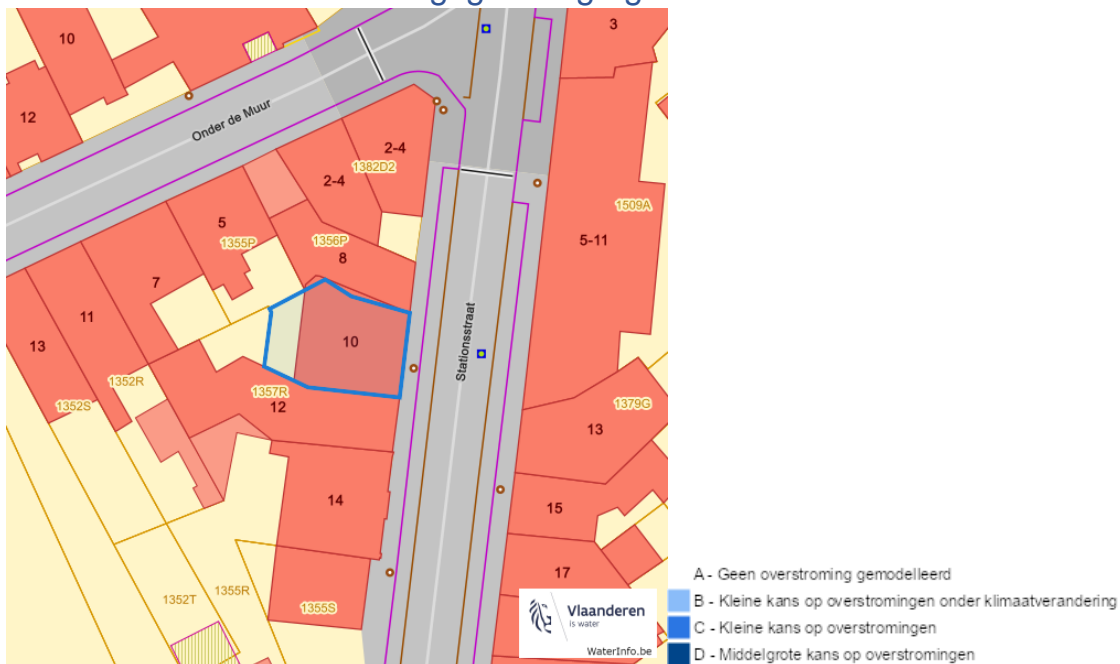 10
3
12
Onder de Muur
2-4
1382D2
2-4
5
1355P
1356P
8
1509A
5-11
7
11
13
10
Stationsstraat
1352R
1352S
1357R
12
1379G
13
14
15
17
1352T
1355R
1355S
Vlaanderen
is water
WaterInfo.be
A - Geen overstroming gemodelleerd
B - Kleine kans op overstromingen onder klimaatverandering
C - Kleine kans op overstromingen
D - Middelgrote kans op overstromingen